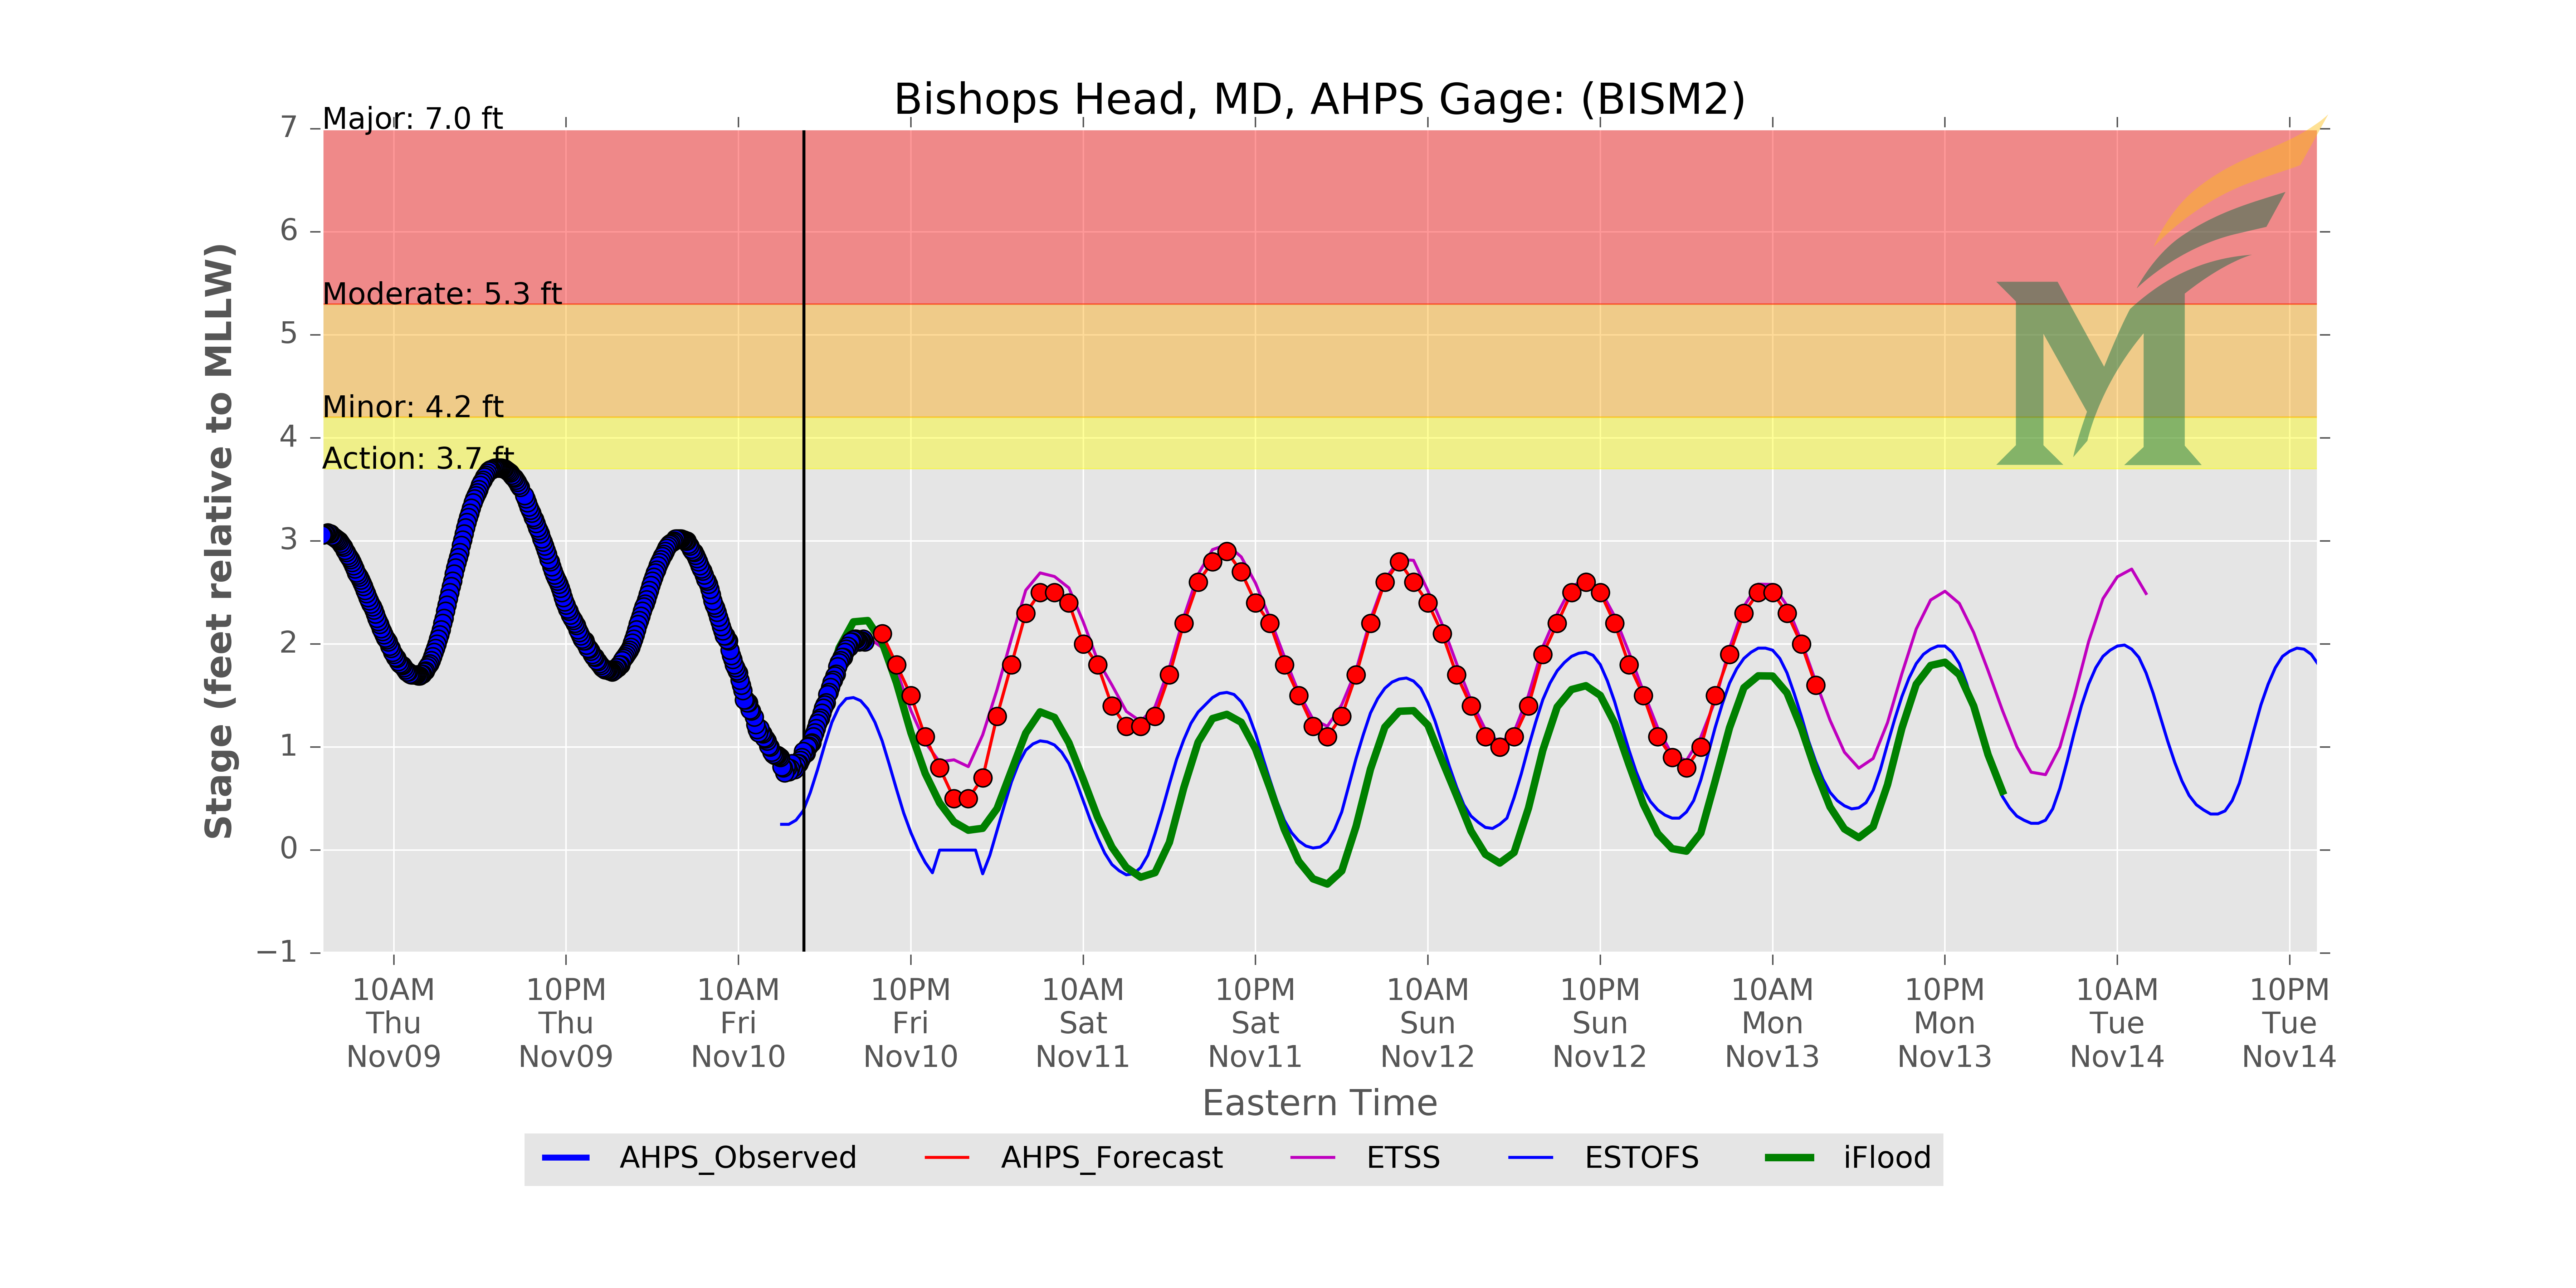 Bishops Head, MD, AHPS Gage: (BISM2)
Major: 7.0 ft
Moderate: 5.3 ft
Minor: 4.2 ft
Action: 3.7 ft
7
6
5
4
3
2
1
0
−1
Stage (feet relative to MLLW)
10AM 10PM 10AM 10PM 10AM 10PM 10AM 10PM 10AM 10PM 10AM 10PM
Thu Thu Fri Fri Sat Sat Sun Sun Mon Mon Tue Tue
Nov09 Nov09 Nov10 Nov10 Nov11 Nov11 Nov12 Nov12 Nov13 Nov13 Nov14 Nov14
Eastern Time
AHPS_Observed AHPS_Forecast ETSS ESTOFS iFlood
M